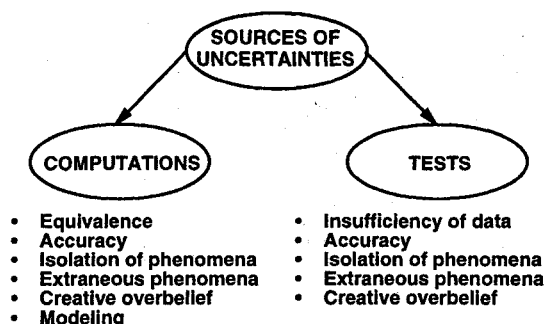 SOURCES OF
UNCERTAINTIES
COMPUTATIONS
TESTS
• Equivalence
• Accuracy
• Isolation of phenomena
• Extraneous phenomena
• Creative overbelief
• Modeling
• Insufficiency of data
• Accuracy
• Isolation of phenomena
• Extraneous phenomena
• Creative overbelief